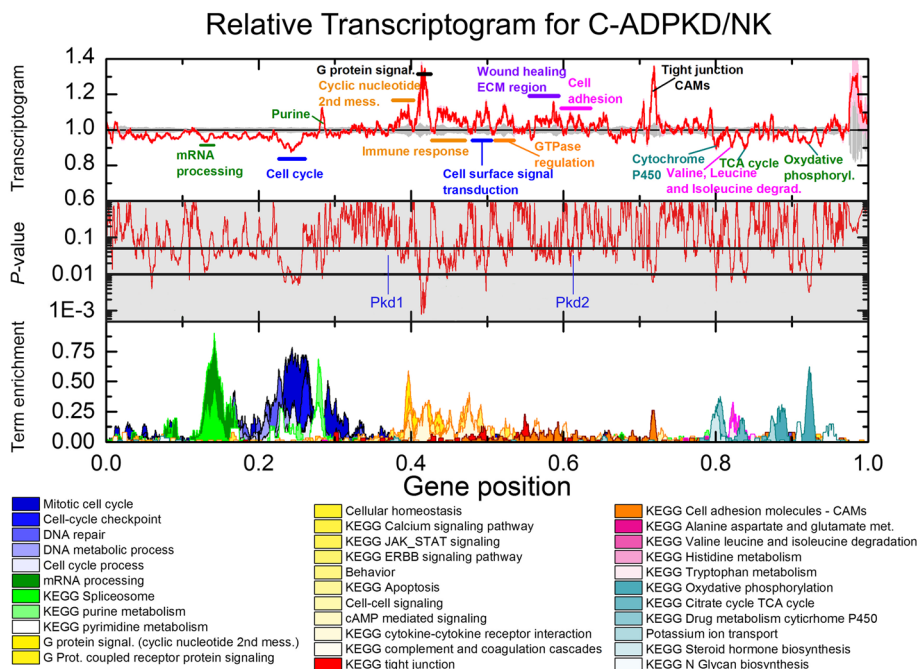 Relative Transcriptogram for C-ADPKD/NK
Transcriptogram
1.4
1.2
1.0
0.8
0.6
G protein signal.
Cyclic nucleotide
2nd mess.
Purine
mRNA
processing
Cell cycle
Immune response
Wound healing
ECM region
Cell
adhesion
Cell surface signal
transduction
GTPase
regulation
Tight junction
CAMs
Cytochrome
P450
Valine, Leucine
and Isoleucine degrad.
TCA cycle
Oxydative
phosphoryl.
P-value
0.1
0.01
1E-3
Pkd1
Pkd2
Term enrichment
0.75
0.50
0.25
0.00
0.0 0.2 0.4 0.6 0.8 1.0
Gene position
Mitotic cell cycle
Cell-cycle checkpoint
DNA repair
DNA metabolic process
Cell cycle process
mRNA processing
KEGG Spliceosome
KEGG purine metabolism
KEGG pyrimidine metabolism
G protein signal. (cyclic nucleotide 2nd mess.)
G Prot. coupled receptor protein signaling
Cellular homeostasis
KEGG Calcium signaling pathway
KEGG JAK_STAT signaling
KEGG ERBB signaling pathway
Behavior
KEGG Apoptosis
Cell-cell signaling
cAMP mediated signaling
KEGG cytokine-cytokine receptor interaction
KEGG complement and coagulation cascades
KEGG tight junction
KEGG Cell adhesion molecules - CAMs
KEGG Alanine aspartate and glutamate met.
KEGG Valine leucine and isoleucine degradation
KEGG Histidine metabolism
KEGG Tryptophan metabolism
KEGG Oxydative phosphorylation
KEGG Citrate cycle TCA cycle
KEGG Drug metabolism cyticrhome P450
Potassium ion transport
KEGG Steroid hormone biosynthesis
KEGG N Glycan biosynthesis